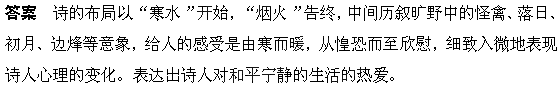 答案　诗的布局以“寒水”开始，“烟火”告终，中间历叙旷野中的怪禽、落日、
初月、边烽等意象，给人的感受是由寒而暖，从惶恐而至欣慰，细致入微地表现
诗人心理的变化。表达出诗人对和平宁静的生活的热爱。